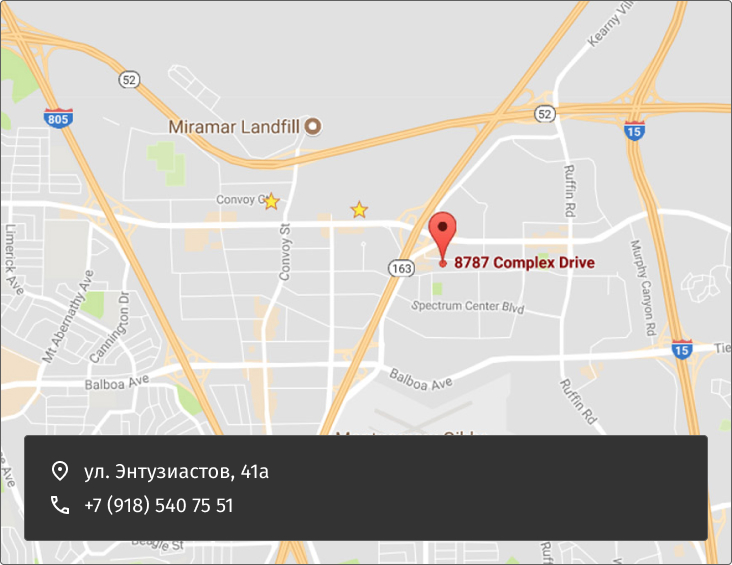 Kearny Vil
52
805
52
15
Miramar Landfill
Ruffin Rd
Convoy
Limerick Ave
Convoy St
Murphy Canyon Rd
163
8787 Complex Drive
Mt Abernathy Ave
Cannington Dr
Spectrum Center Blvd
15
Tie
Balboa Ave
Balboa Ave
Ruffin Rd
Ave
ул. Энтузиастов, 41а
+7 (918) 540 75 51
Beagle St